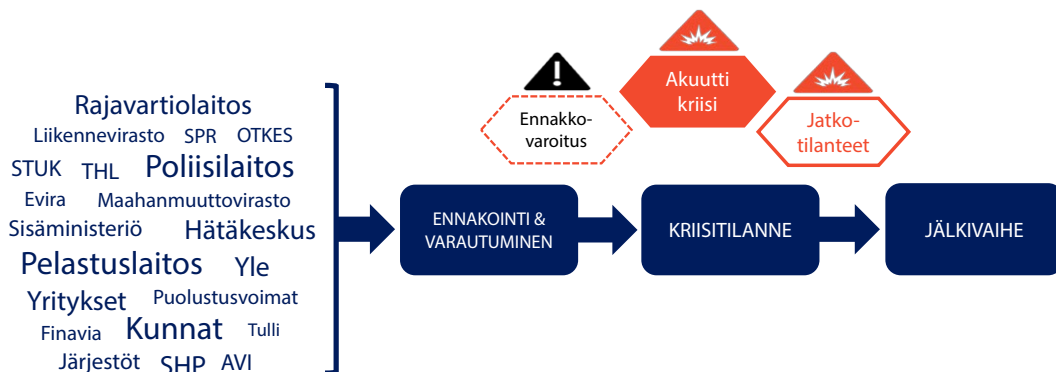 Rajavartiolaitos
Liikennevirasto SPR OTKES
STUK THL Poliisilaitos
Evira Maahanmuuttovirasto
Sisäministeriö Hätäkeskus
Pelastuslaitos Yle
Yritykset Puolustusvoimat
Finavia Kunnat Tulli
Järjestöt SHP AVI
Ennakko-
varoitus
Akuutti
kriisi
Jatko-
tilanteet
ENNAKOINTI &
VARAUTUMINEN
KRIISITILANNE
JÄLKIVAIHE